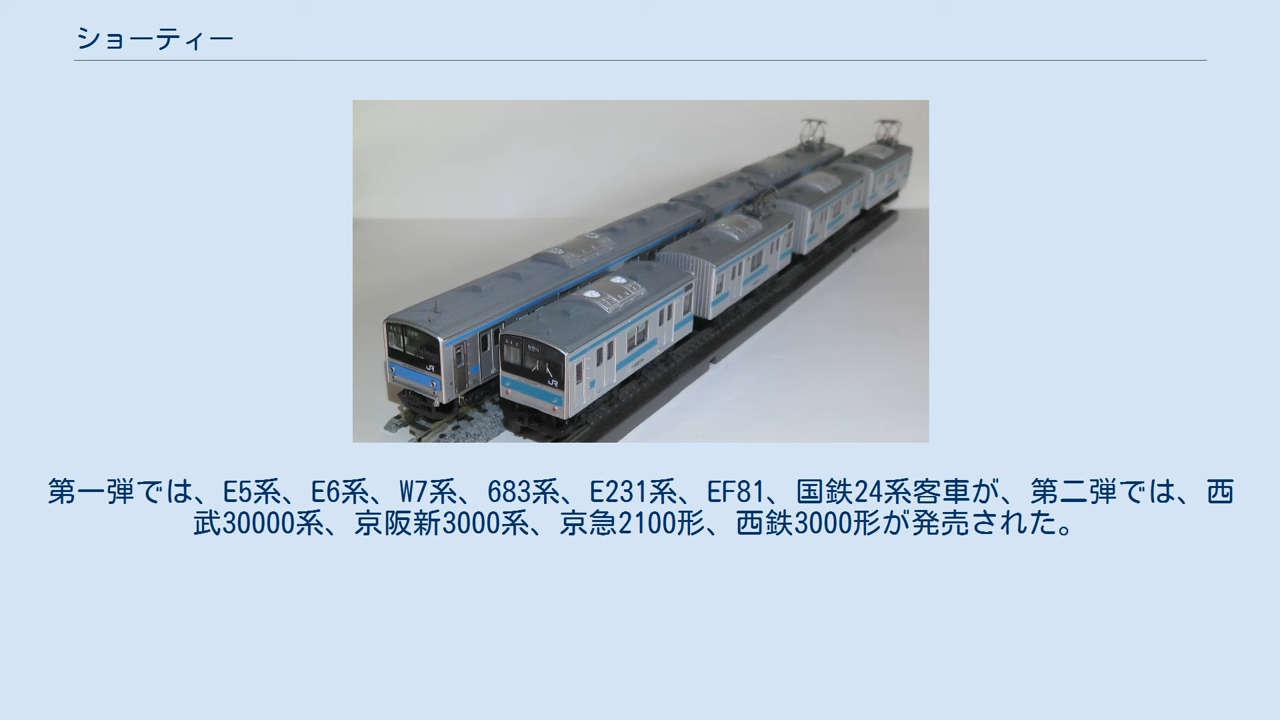 ショーティー
JR
JR
第一弾では、E5系、E6系、W7系、683系、E231系、EF81、国鉄24系客車が、第二弾では、西
武30000系、京阪新3000系、京急2100形、西鉄3000形が発売された。